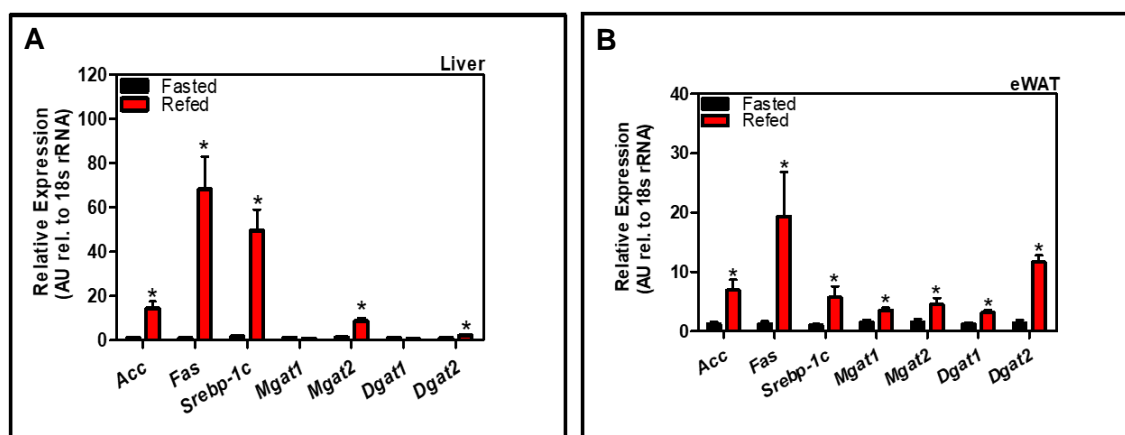 A
Liver
Fasted
Refed
Relative Expression
(AU rel. to 18s rRNA)
120
100
80
60
40
20
0
*
*
*
*
*
Acc
Fas
Srebp-1c
Mgat1
Mgat2
Dgat1
Dgat2
B
eWAT
Fasted
Refed
Relative Expression
(AU rel. to 18s rRNA)
40
30
20
10
0
*
*
*
*
*
*
*
Acc
Fas
Srebp-1c
Mgat1
Mgat2
Dgat1
Dgat2